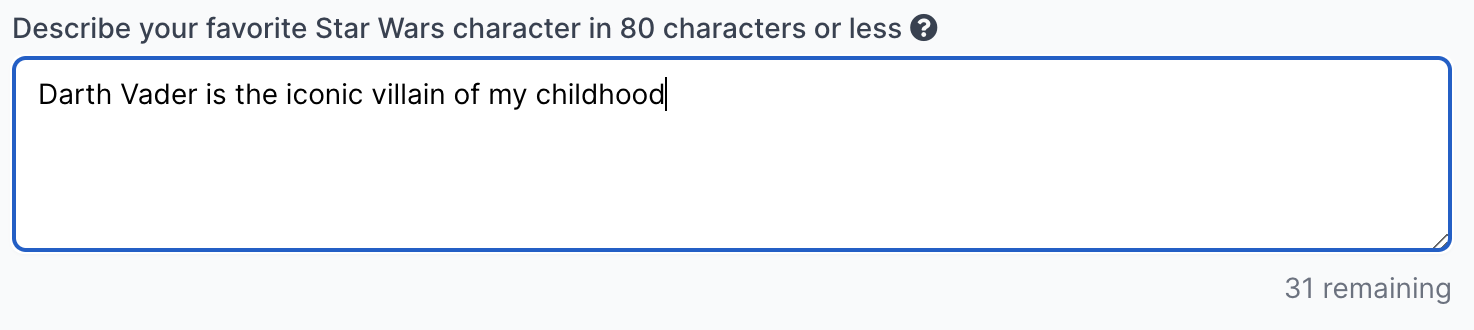 Describe your favorite Star Wars character in 80 characters or less ?
Darth Vader is the iconic villain of my childhood
31 remaining